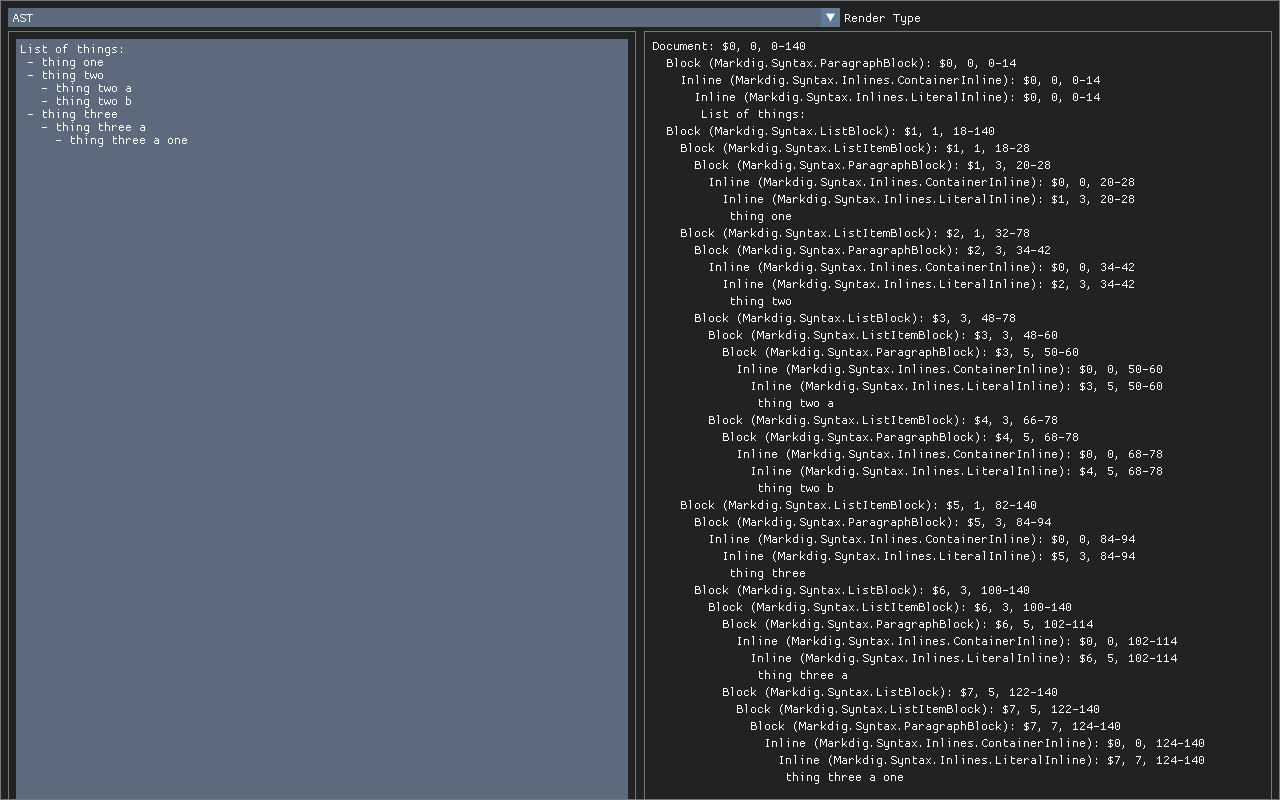 AST
Render Type
List of things:
- thing one
- thing two
- thing two a
- thing two b
- thing three
- thing three a
- thing three a one
Document: $0, 0, 0-140
Block (Markdig.Syntax.ParagraphBlock): $0, 0, 0-14
Inline (Markdig.Syntax.Inlines.ContainerInline): $0, 0, 0-14
Inline (Markdig.Syntax.Inlines.LiteralInline): $0, 0, 0-14
List of things:
Block (Markdig.Syntax.ListBlock): $1, 1, 18-140
Block (Markdig.Syntax.ListItemBlock): $1, 1, 18-28
Block (Markdig.Syntax.ParagraphBlock): $1, 3, 20-28
Inline (Markdig.Syntax.Inlines.ContainerInline): $0, 0, 20-28
Inline (Markdig.Syntax.Inlines.LiteralInline): $1, 3, 20-28
thing one
Block (Markdig.Syntax.ListItemBlock): $2, 1, 32-78
Block (Markdig.Syntax.ParagraphBlock): $2, 3, 34-42
Inline (Markdig.Syntax.Inlines.ContainerInline): $0, 0, 34-42
Inline (Markdig.Syntax.Inlines.LiteralInline): $2, 3, 34-42
thing two
Block (Markdig.Syntax.ListBlock): $3, 3, 48-78
Block (Markdig.Syntax.ListItemBlock): $3, 3, 48-60
Block (Markdig.Syntax.ParagraphBlock): $3, 5, 50-60
Inline (Markdig.Syntax.Inlines.ContainerInline): $0, 0, 50-60
Inline (Markdig.Syntax.Inlines.LiteralInline): $3, 5, 50-60
thing two a
Block (Markdig.Syntax.ListItemBlock): $4, 3, 66-78
Block (Markdig.Syntax.ParagraphBlock): $4, 5, 68-78
Inline (Markdig.Syntax.Inlines.ContainerInline): $0, 0, 68-78
Inline (Markdig.Syntax.Inlines.LiteralInline): $4, 5, 68-78
thing two b
Block (Markdig.Syntax.ListItemBlock): $5, 1, 82-140
Block (Markdig.Syntax.ParagraphBlock): $5, 3, 84-94
Inline (Markdig.Syntax.Inlines.ContainerInline): $0, 0, 84-94
Inline (Markdig.Syntax.Inlines.LiteralInline): $5, 3, 84-94
thing three
Block (Markdig.Syntax.ListBlock): $6, 3, 100-140
Block (Markdig.Syntax.ListItemBlock): $6, 3, 100-140
Block (Markdig.Syntax.ParagraphBlock): $6, 5, 102-114
Inline (Markdig.Syntax.Inlines.ContainerInline): $0, 0, 102-114
Inline (Markdig.Syntax.Inlines.LiteralInline): $6, 5, 102-114
thing three a
Block (Markdig.Syntax.ListBlock): $7, 5, 122-140
Block (Markdig.Syntax.ListItemBlock): $7, 5, 122-140
Block (Markdig.Syntax.ParagraphBlock): $7, 7, 124-140
Inline (Markdig.Syntax.Inlines.ContainerInline): $0, 0, 124-140
Inline (Markdig.Syntax.Inlines.LiteralInline): $7, 7, 124-140
thing three a one